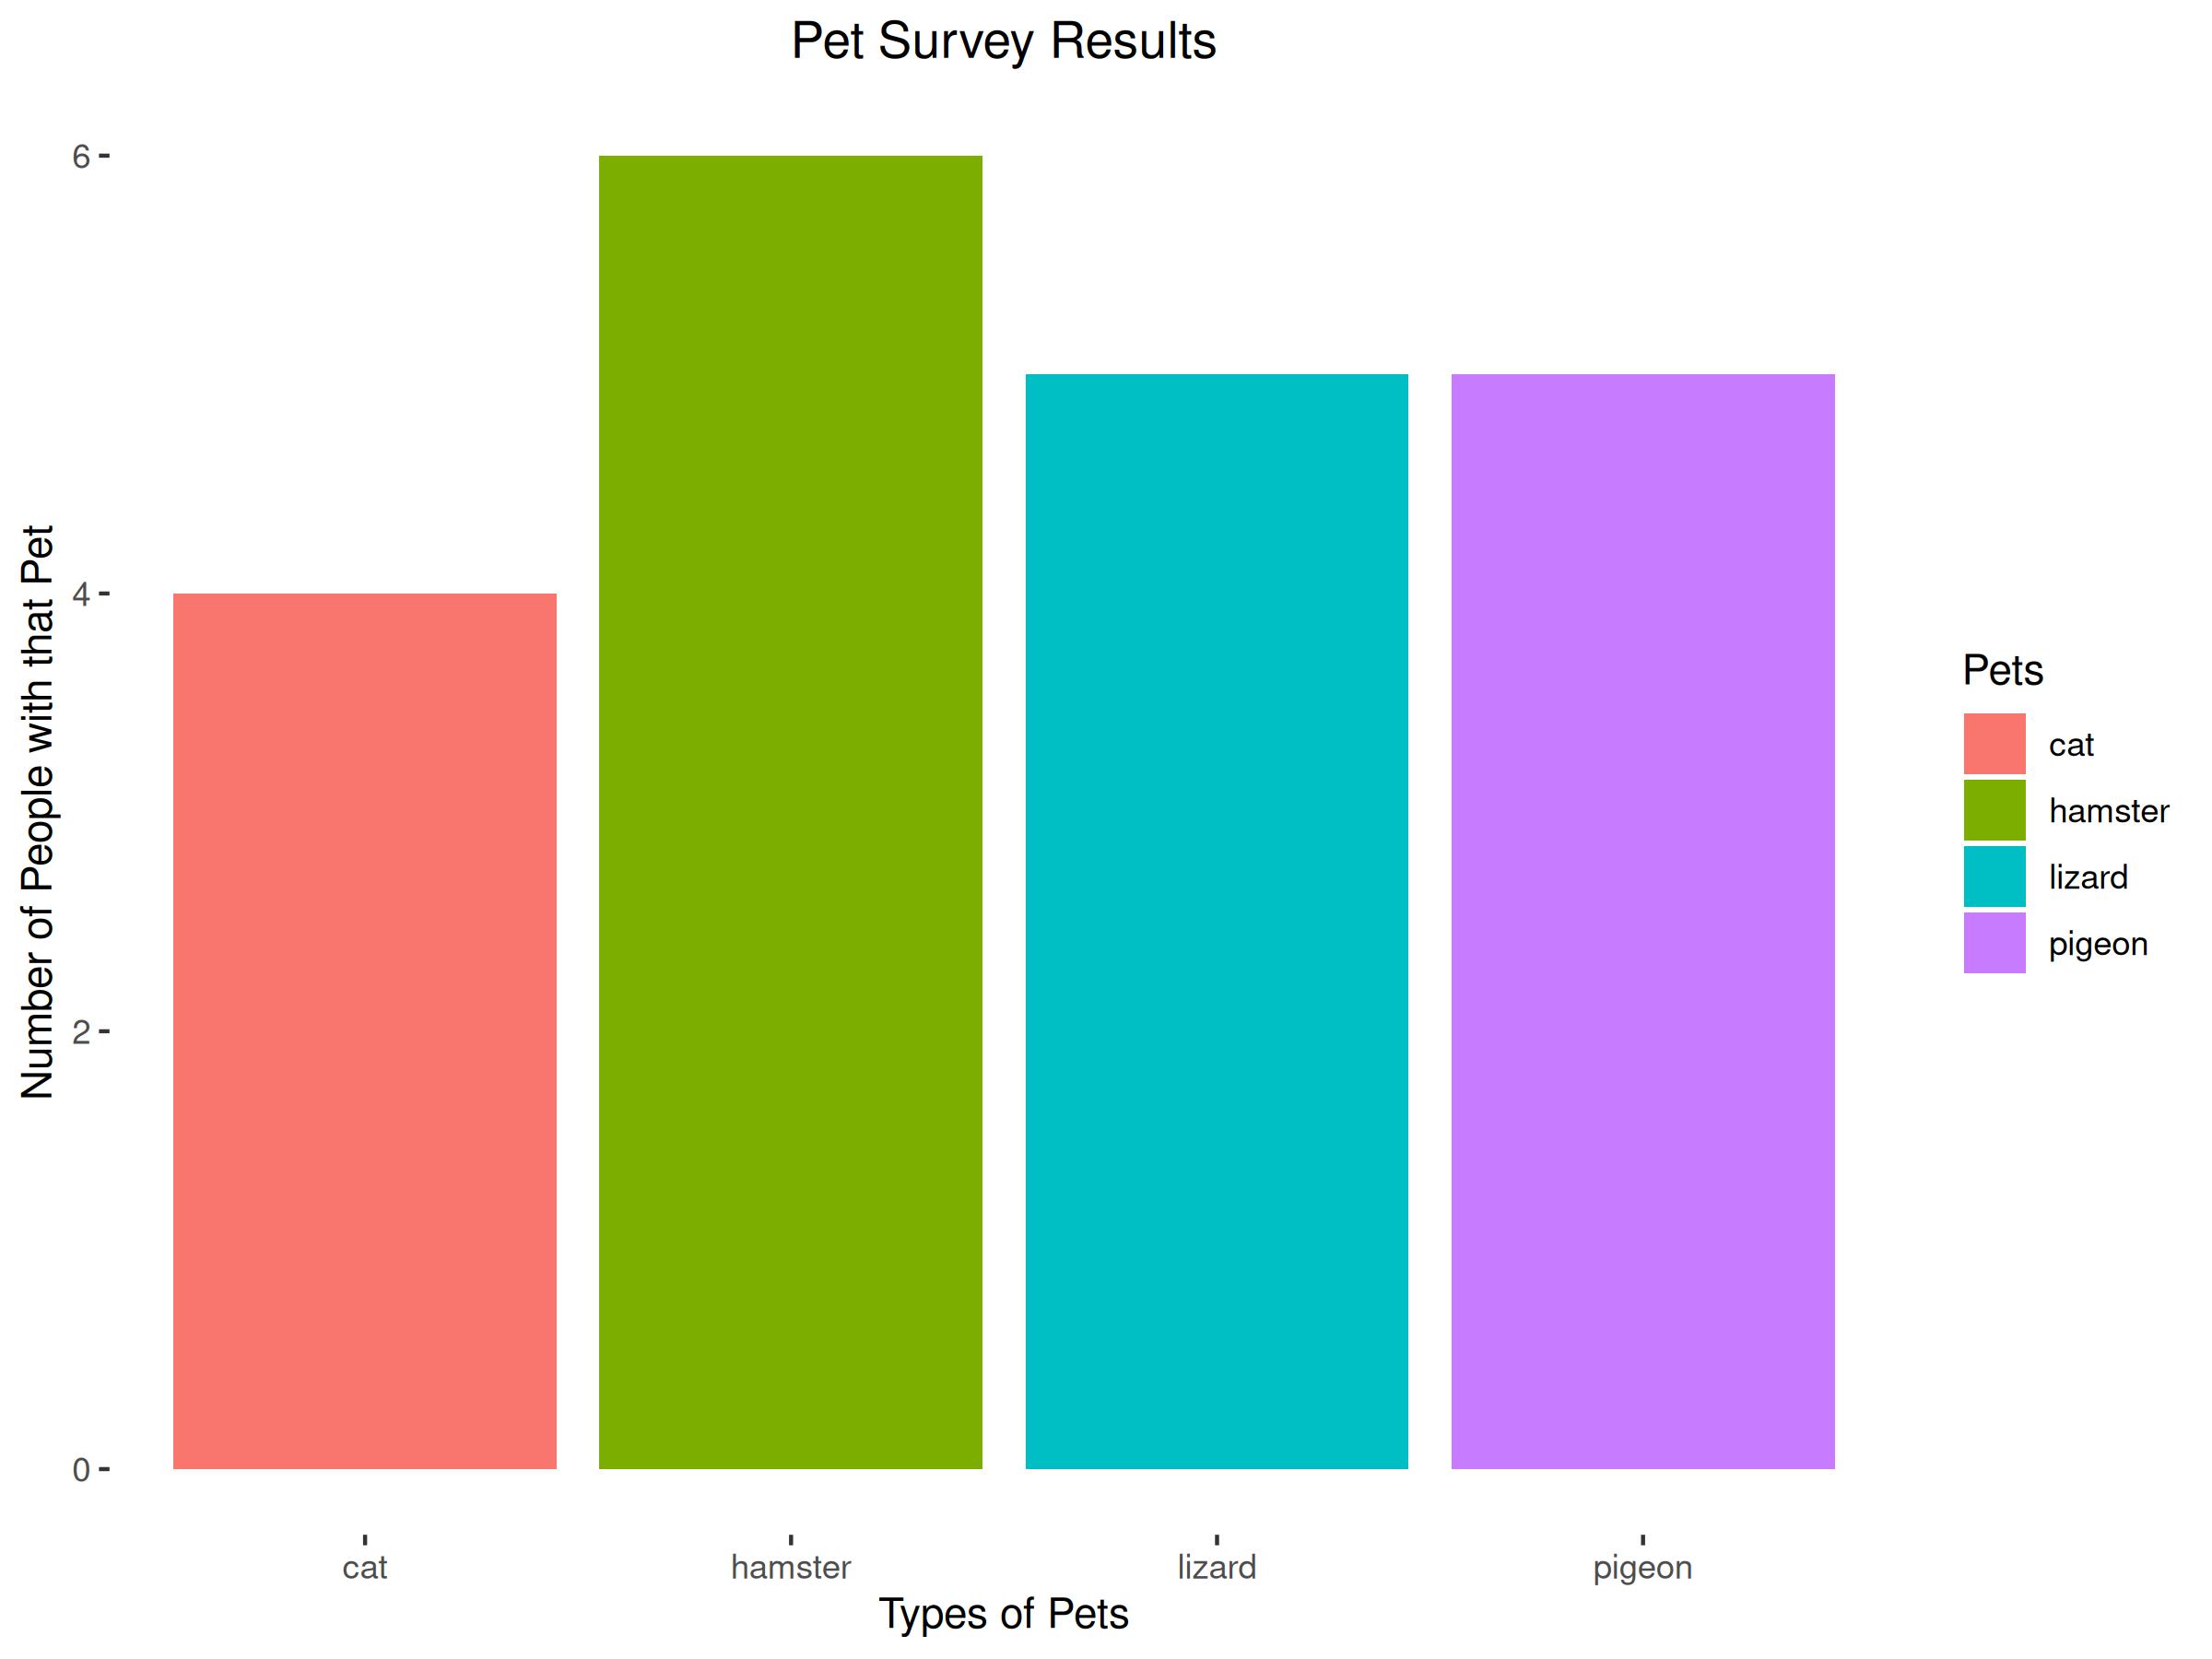 Pet Survey Results
Number of People with that Pet
6
4
2
0
cat
hamster
lizard
pigeon
Types of Pets
Pets
cat
hamster
lizard
pigeon